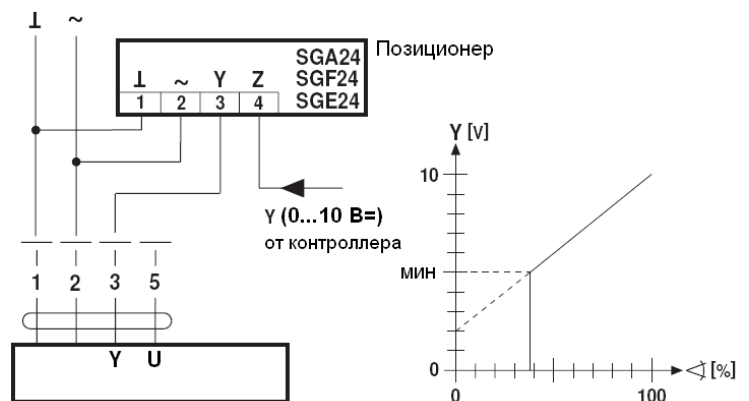 ⊥ ~
SGA24
SGF24
SGE24
Позиционер
⊥ ~ Y Z
1 2 3 4
Y (0...10 В=)
от контроллера
1 2 3 5
Y U
Y [V]
10
мин
0
0 100
[%]